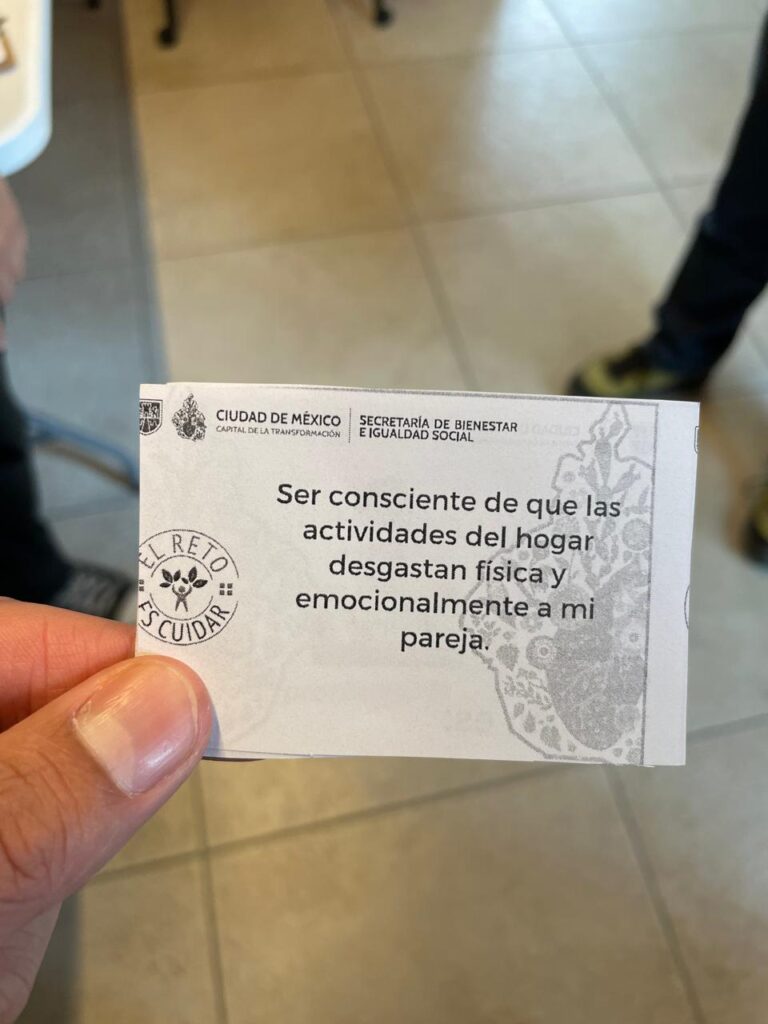 CIUDAD DE MÉXICO
CAPITAL DE LA TRANSFORMACIÓN
SECRETARÍA DE BIENESTAR
E IGUALDAD SOCIAL
Ser consciente de que las
actividades del hogar
desgastan física y
emocionalmente a mi
pareja.
EL RETO
ES CUIDAR